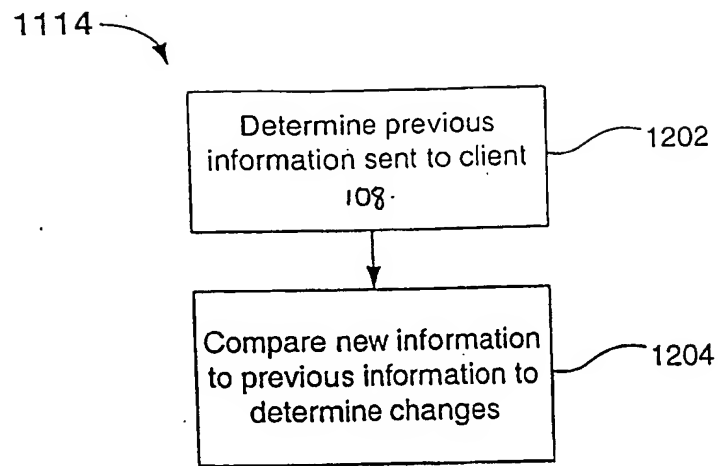 1114
Determine previous
information sent to client
108.
1202
Compare new information
to previous information to
determine changes
1204